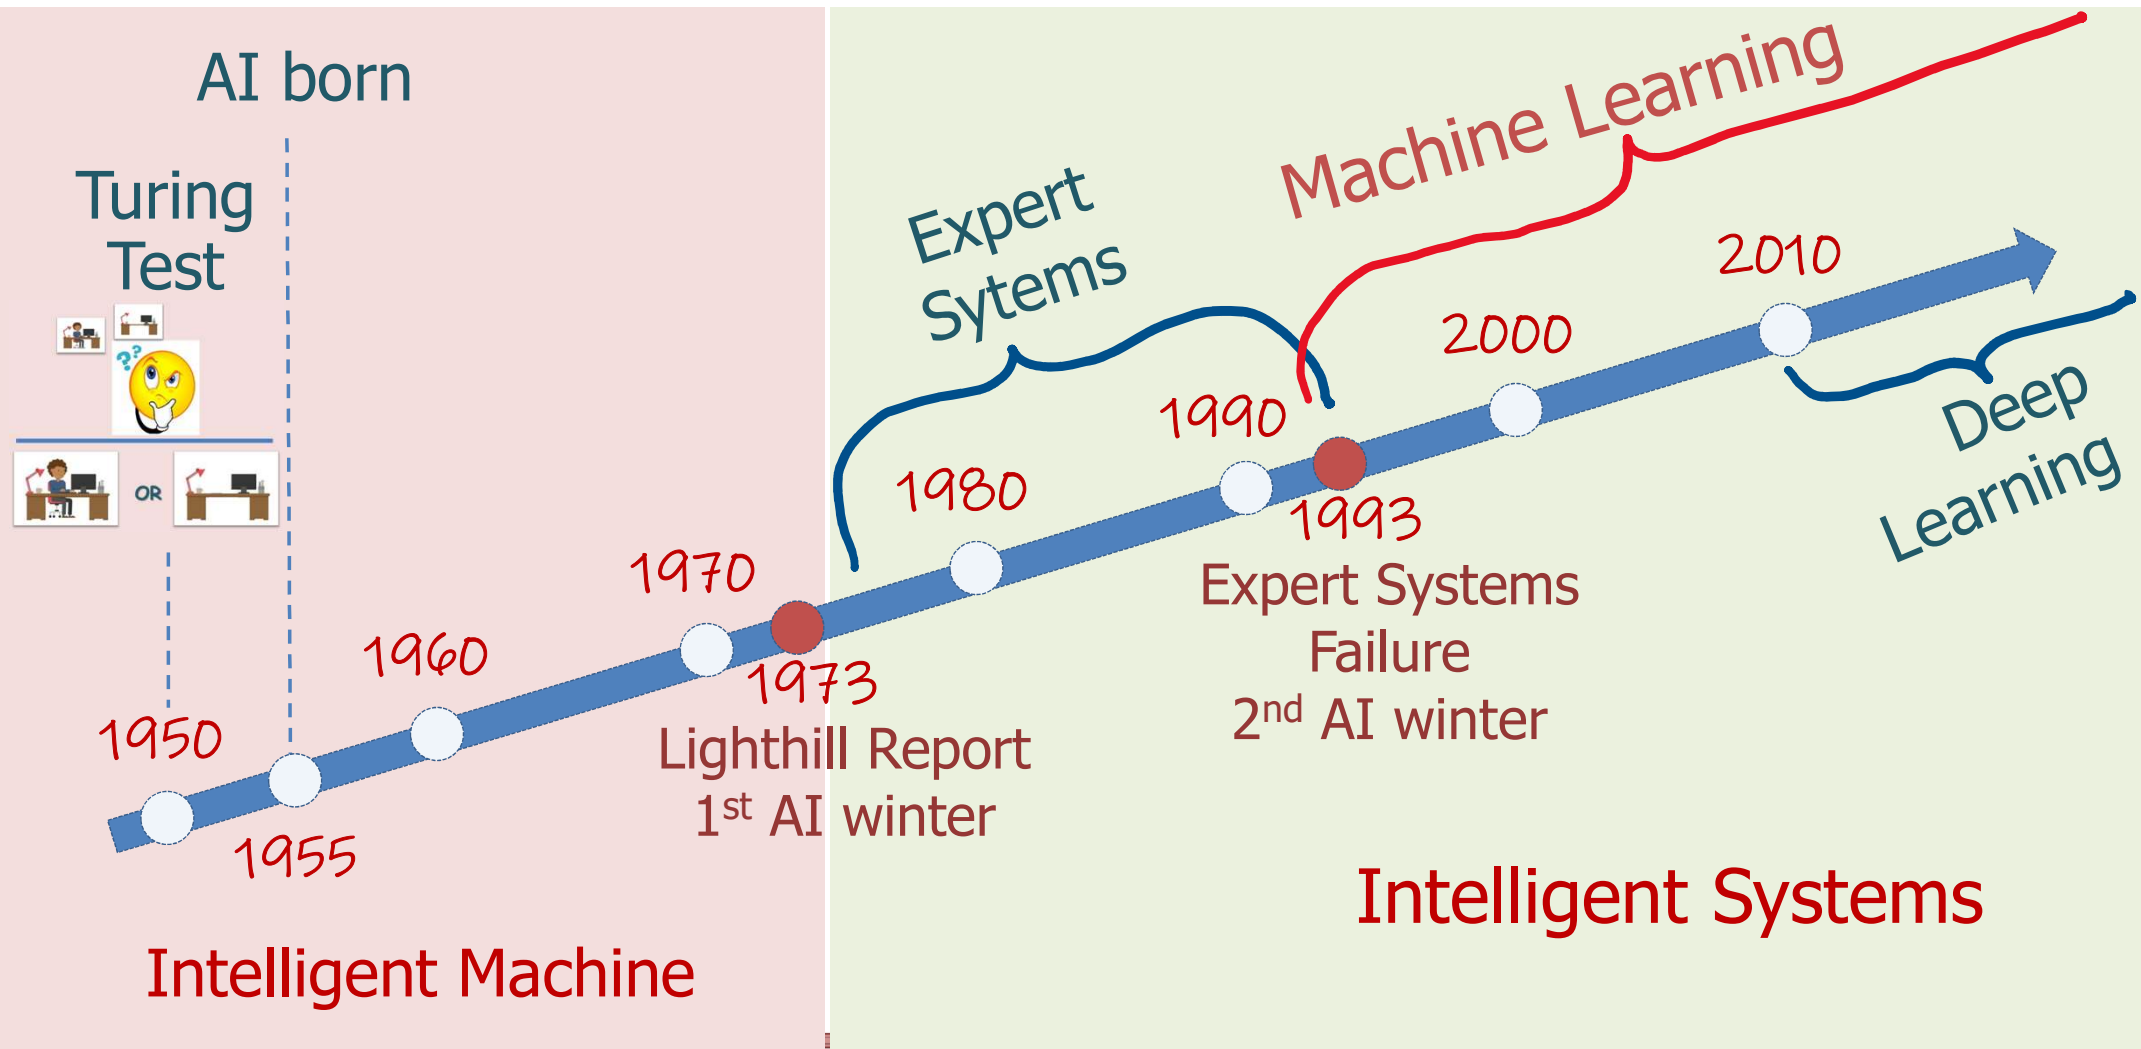 AI born
Turing
Test
??
OR
1950
1955
1960
1970
1973
Lighthill Report
1st AI winter
Intelligent Machine
Expert
Sytems
Machine Learning
1980
1990
1993
Expert Systems
Failure
2nd AI winter
2000
2010
Deep
Learning
Intelligent Systems